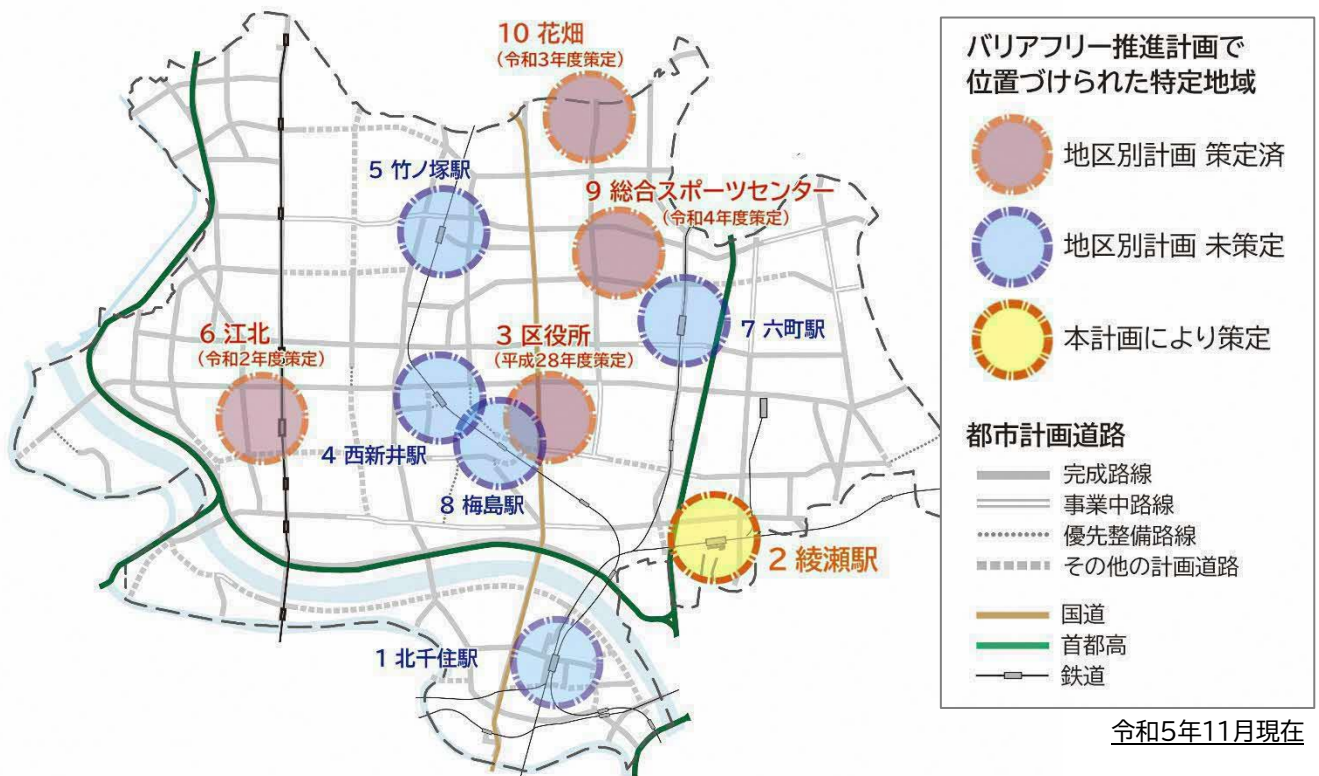 10 花畑
(令和3年度策定)
5 竹ノ塚駅
9 総合スポーツセンター
(令和4年度策定)
6 江北
(令和2年度策定)
3 区役所
(平成28年度策定)
7 六町駅
4 西新井駅
8 梅島駅
2 綾瀬駅
1 北千住駅
バリアフリー推進計画で
位置づけられた特定地域
地区別計画 策定済
地区別計画 未策定
本計画により策定
都市計画道路
完成路線
事業中路線
優先整備路線
その他の計画道路
国道
首都高
鉄道
令和5年11月現在